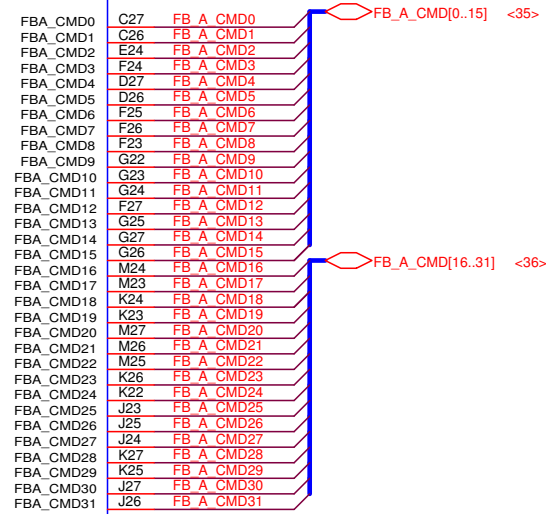 FB_A_CMD[0..15] <35>
FBA_CMD0 C27 FB_A_CMD0
FBA_CMD1 C26 FB_A_CMD1
FBA_CMD2 E24 FB_A_CMD2
FBA_CMD3 F24 FB_A_CMD3
FBA_CMD4 D27 FB_A_CMD4
FBA_CMD5 D26 FB_A_CMD5
FBA_CMD6 F25 FB_A_CMD6
FBA_CMD7 F26 FB_A_CMD7
FBA_CMD8 F23 FB_A_CMD8
FBA_CMD9 G22 FB_A_CMD9
FBA_CMD10 G23 FB_A_CMD10
FBA_CMD11 G24 FB_A_CMD11
FBA_CMD12 F27 FB_A_CMD12
FBA_CMD13 G25 FB_A_CMD13
FBA_CMD14 G27 FB_A_CMD14
FBA_CMD15 G26 FB_A_CMD15
FB_A_CMD[16..31] <36>
FBA_CMD16 M24 FB_A_CMD16
FBA_CMD17 M23 FB_A_CMD17
FBA_CMD18 K24 FB_A_CMD18
FBA_CMD19 K23 FB_A_CMD19
FBA_CMD20 M27 FB_A_CMD20
FBA_CMD21 M26 FB_A_CMD21
FBA_CMD22 M25 FB_A_CMD22
FBA_CMD23 K26 FB_A_CMD23
FBA_CMD24 K22 FB_A_CMD24
FBA_CMD25 J23 FB_A_CMD25
FBA_CMD26 J25 FB_A_CMD26
FBA_CMD27 J24 FB_A_CMD27
FBA_CMD28 K27 FB_A_CMD28
FBA_CMD29 K25 FB_A_CMD29
FBA_CMD30 J27 FB_A_CMD30
FBA_CMD31 J26 FB_A_CMD31